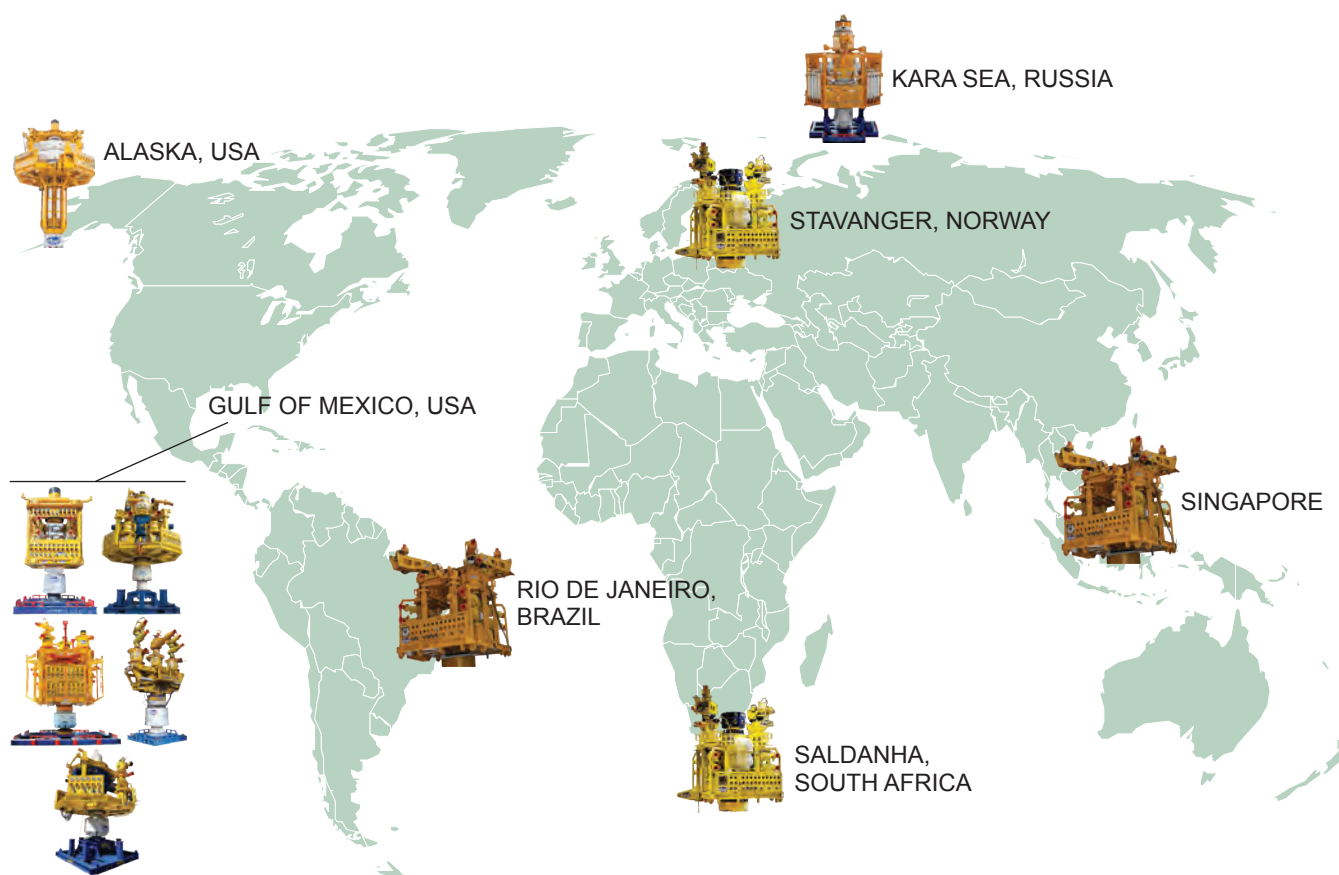 KARA SEA, RUSSIA
ALASKA, USA
STAVANGER, NORWAY
GULF OF MEXICO, USA
SINGAPORE
RIO DE JANEIRO,
BRAZIL
SALDANHA,
SOUTH AFRICA